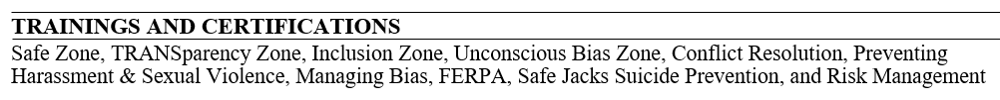 TRAININGS AND CERTIFICATIONS
Safe Zone, TRANSparency Zone, Inclusion Zone, Unconscious Bias Zone, Conflict Resolution, Preventing
Harassment & Sexual Violence, Managing Bias, FERPA, Safe Jacks Suicide Prevention, and Risk Management